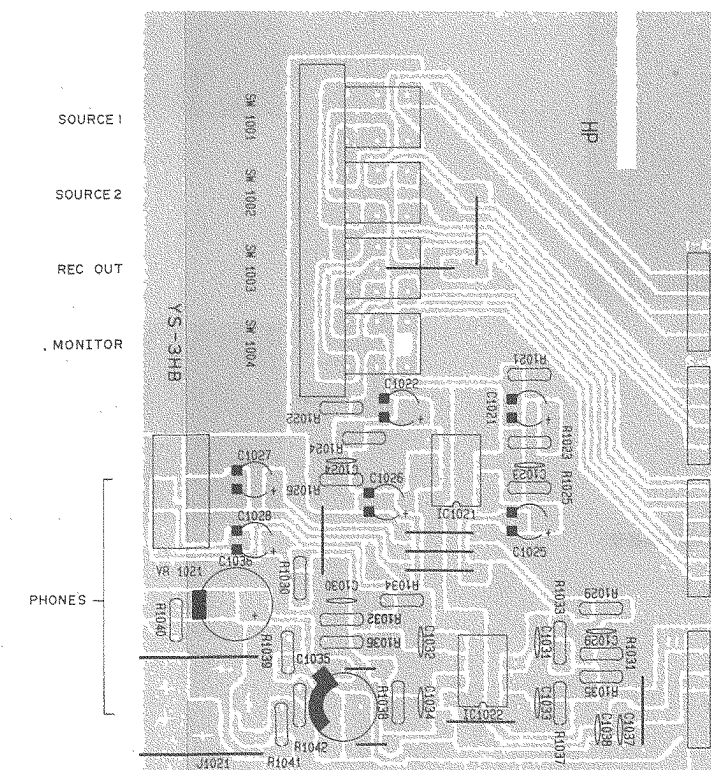 SOURCE 1
SW 1001
HP
SOURCE 2
SW 1002
REC OUT
SW 1003
MONITOR
SW 1004
YS-3HB
R1021
C1022
C1021
R1022
R1023
R1024
C1024
C1023
C1027
C1026
R1026
R1025
IC1021
C1028
C1025
C1036
VR 1021
R1030
R1034
C1030
R1029
R1033
PHONES
R1040
R1032
C1029
R1036
C1032
C1031
R1031
R1039
C1035
R1035
R1038
C1034
IC1022
C1033
R1042
R1037
C1038
C1037
J1021
R1041